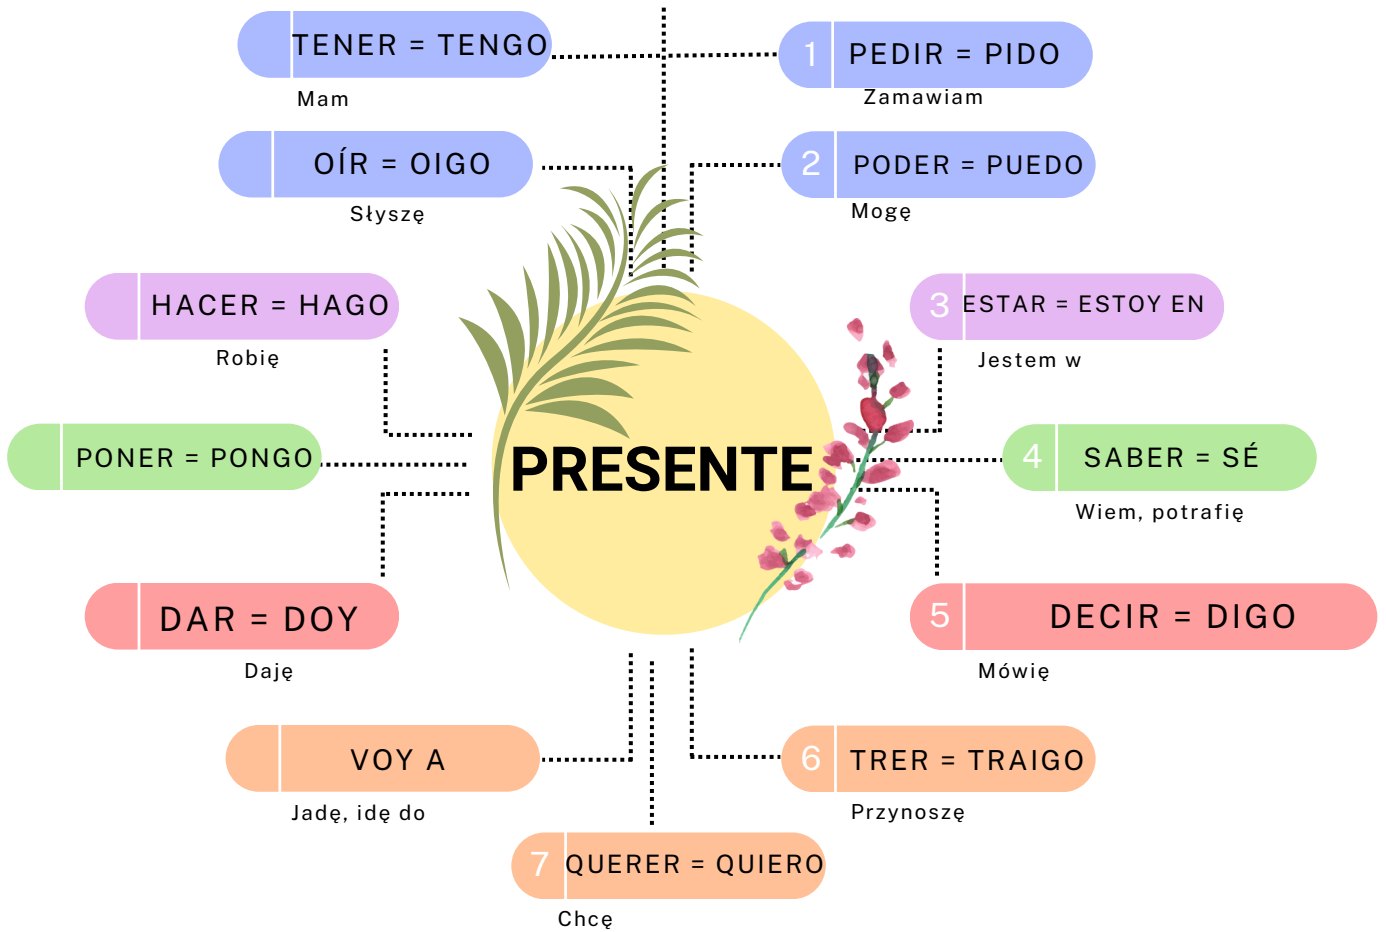 TENER = TENGO
Mam
1 PEDIR = PIDO
Zamawiam
OÍR = OIGO
Słyszę
2 PODER = PUEDO
Mogę
HACER = HAGO
Robię
3 ESTAR = ESTOY EN
Jestem w
PONER = PONGO
PRESENTE
4 SABER = SÉ
Wiem, potrafię
DAR = DOY
Daję
5 DECIR = DIGO
Mówię
VOY A
Jadę, idę do
6 TRER = TRAIGO
Przynoszę
7 QUERER = QUIERO
Chcę